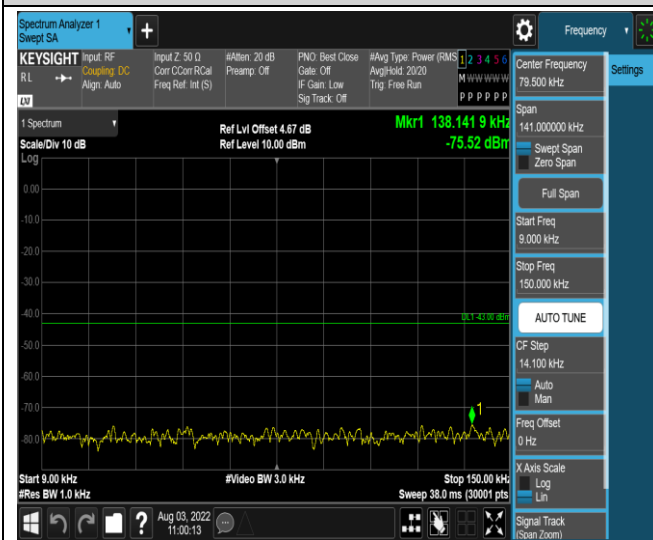 Spectrum Analyzer 1
Swept SA
Frequency
KEYSIGHT
RL
LXI
Input: RF
Coupling: DC
Align: Auto
Input Z: 50 Ω
Corr CCorr RCal
Freq Ref: Int (S)
#Atten: 20 dB
Preamp: Off
PNO: Best Close
Gate: Off
IF Gain: Low
Sig Track: Off
#Avg Type: Power (RMS
Avg|Hold: 20/20
Trig: Free Run
1 2 3 4 5 6
M W W W W W
P P P P P P
1 Spectrum
Scale/Div 10 dB
Log
Ref Lvl Offset 4.67 dB
Ref Level 10.00 dBm
Mkr1 138.141 9 kHz
-75.52 dBm
0.00
-10.0
-20.0
-30.0
-40.0
DL1 -43.00 dBm
-50.0
-60.0
-70.0
1
-80.0
Start 9.00 kHz
#Res BW 1.0 kHz
#Video BW 3.0 kHz
Stop 150.00 kHz
Sweep 38.0 ms (30001 pts
?
Aug 03, 2022
11:00:13
Center Frequency
79.500 kHz
Settings
Span
141.000000 kHz
Swept Span
Zero Span
Full Span
Start Freq
9.000 kHz
Stop Freq
150.000 kHz
AUTO TUNE
CF Step
14.100 kHz
Auto
Man
Freq Offset
0 Hz
X Axis Scale
Log
Lin
Signal Track
(Span Zoom)